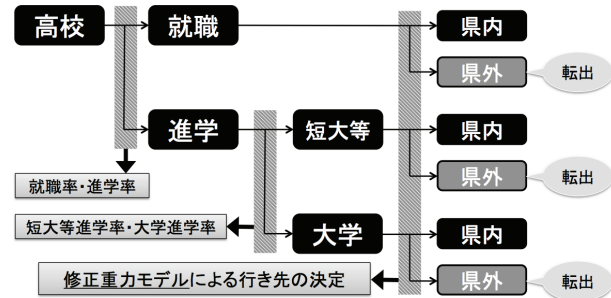 高校
就職
県内
県外
転出
進学
短大等
県内
県外
転出
就職率・進学率
短大等進学率・大学進学率
大学
県内
県外
転出
修正重力モデルによる行き先の決定